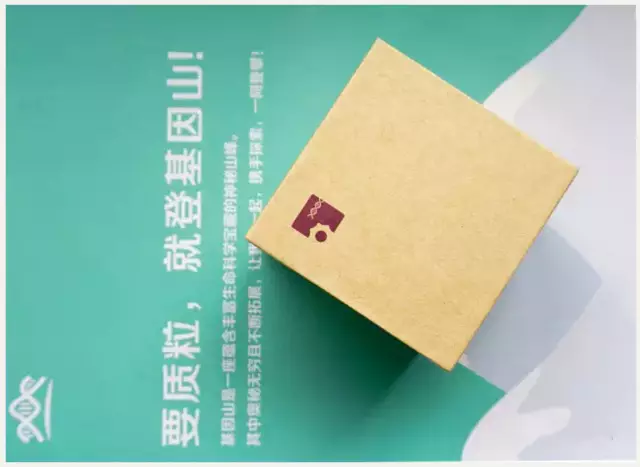 要质粒，就登基因山！
基因山是一座蕴含丰富生命科学宝藏的神秘山峰，
其中奥秘无穷且不断拓展，让我 一起，携手探索，一同登攀！